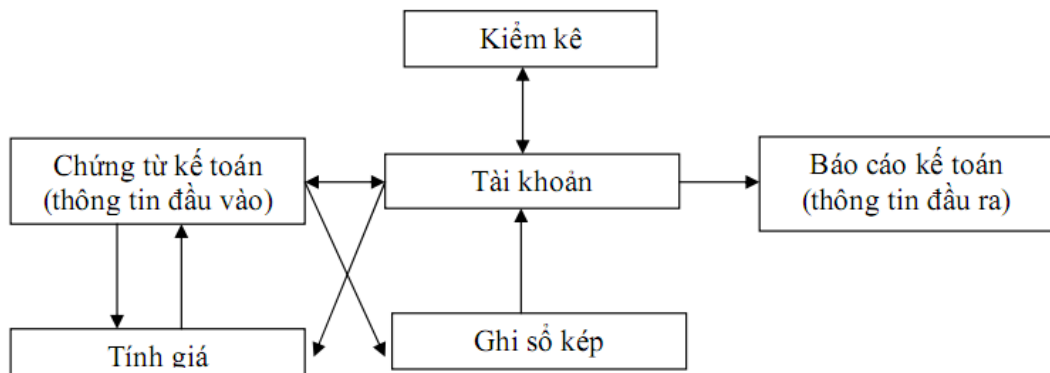 Kiểm kê
Chứng từ kế toán
(thông tin đầu vào)
Tài khoản
Báo cáo kế toán
(thông tin đầu ra)
Tính giá
Ghi sổ kép